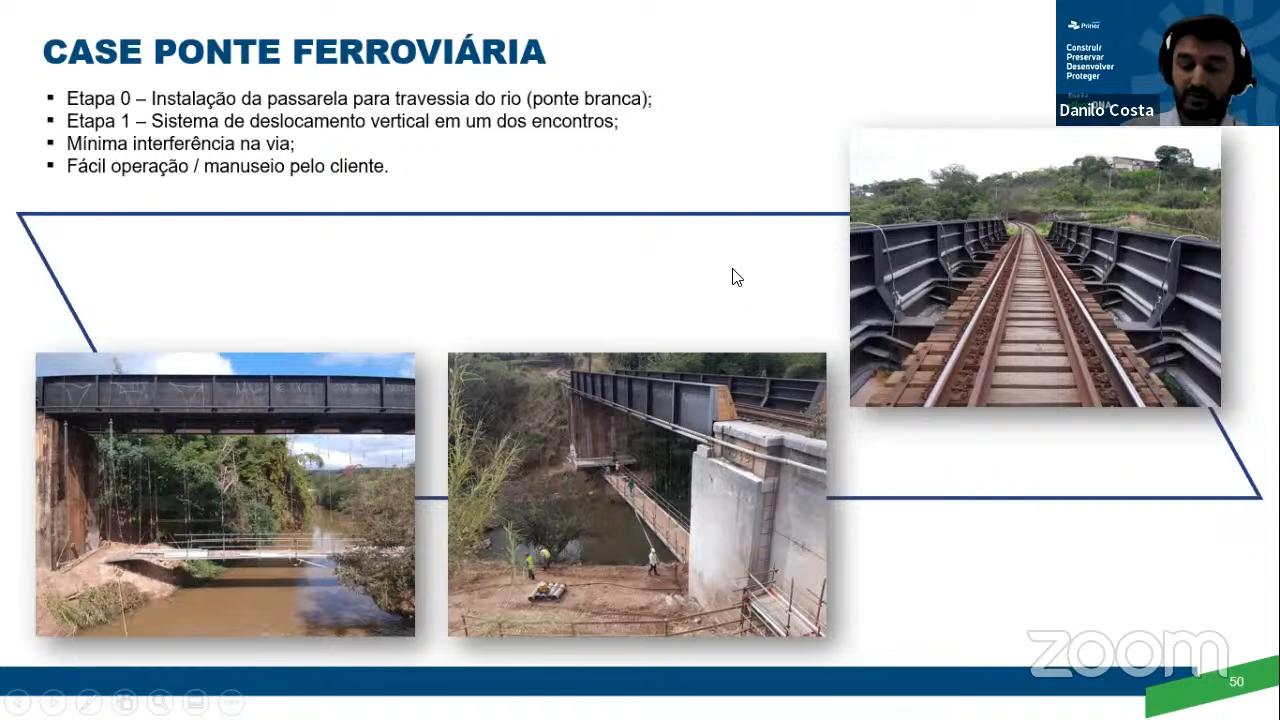 CASE PONTE FERROVIÁRIA
▪ Etapa 0 – Instalação da passarela para travessia do rio (ponte branca);
▪ Etapa 1 – Sistema de deslocamento vertical em um dos encontros;
▪ Mínima interferência na via;
▪ Fácil operação / manuseio pelo cliente.
Priner
Construir
Preservar
Desenvolver
Proteger
Danilo Costa
zoom
50